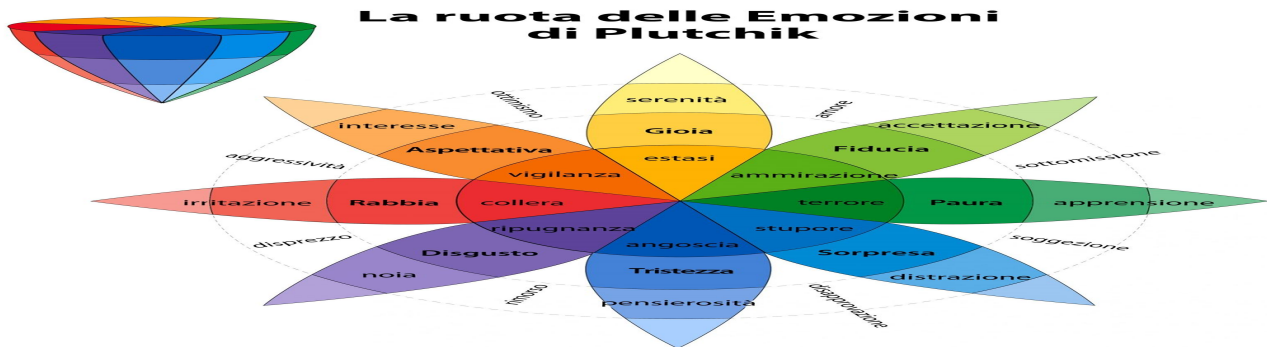 La ruota delle Emozioni
di Plutchik
serenità
ottimismo
amore
interesse
accettazione
Gioia
Aspettativa
Fiducia
aggressività
estasi
sottomissione
vigilanza
ammirazione
irritazione
Rabbia
collera
terrore
Paura
apprensione
ripugnanza
stupore
disprezzo
angoscia
soggezione
Disgusto
Sorpresa
noia
Tristezza
distrazione
rimorso
pensierosità
disapprovazione